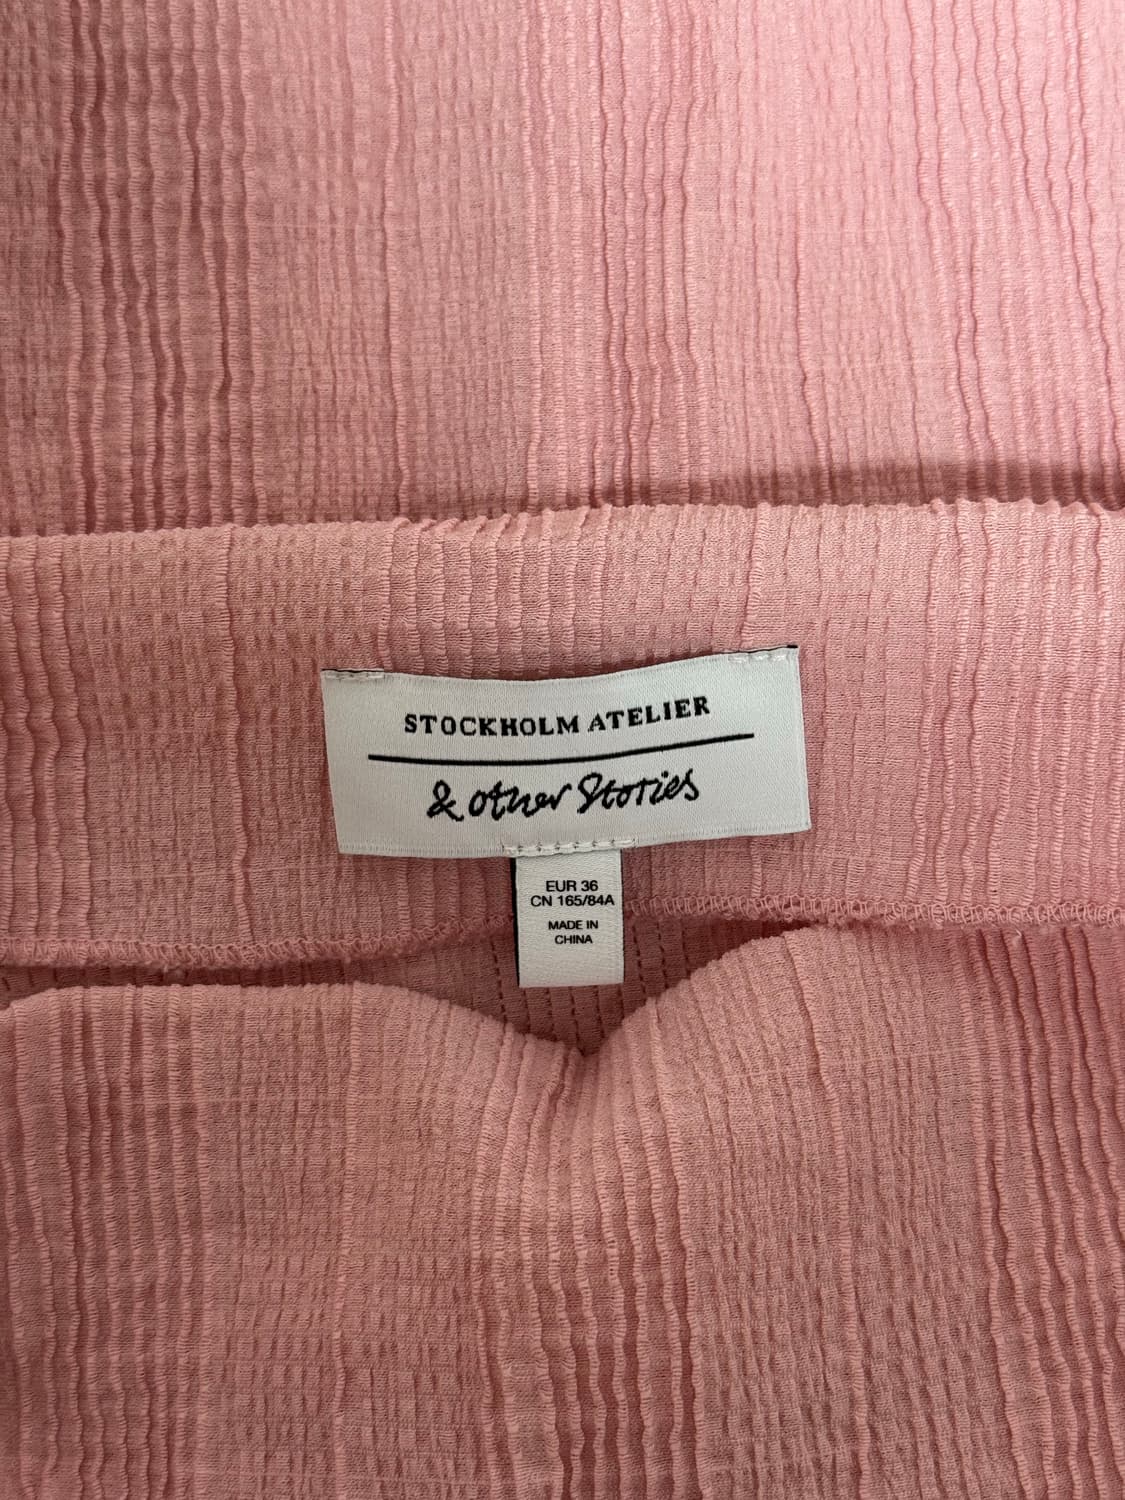 STOCKHOLM ATELIER
& other Stories
EUR 36
CN 165/84A
MADE IN
CHINA